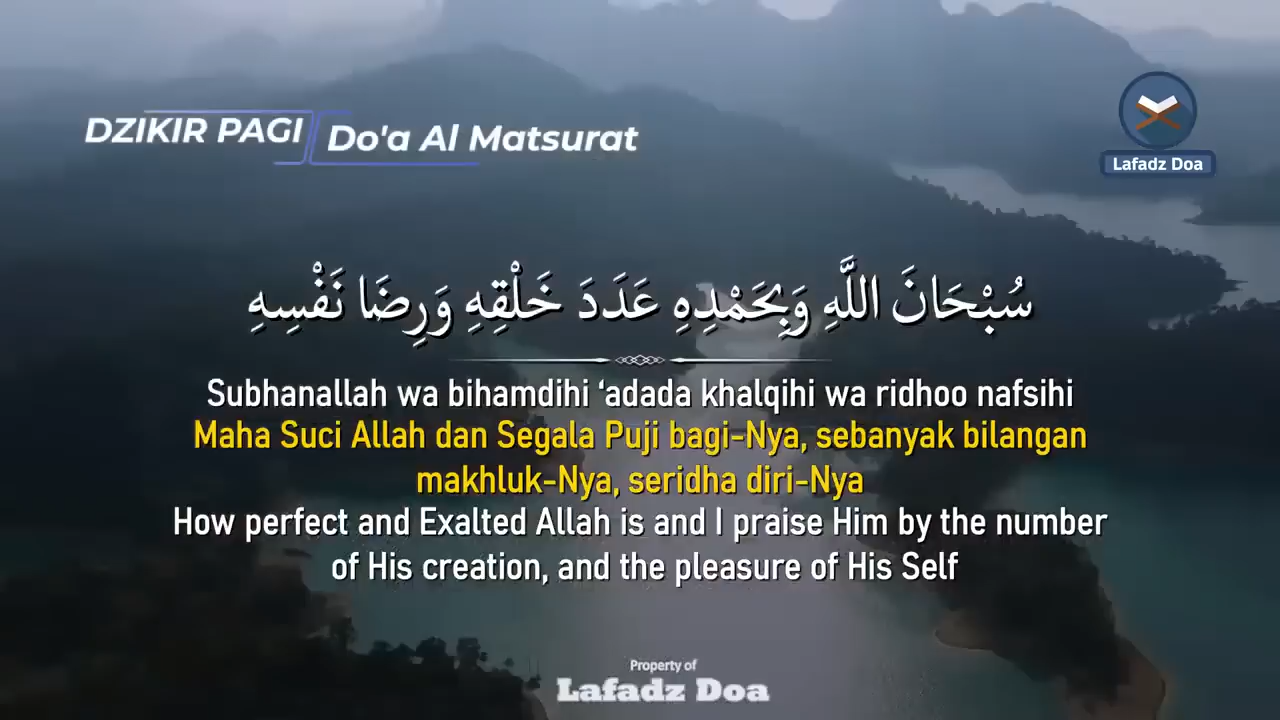 DZIKIR PAGI
Do'a Al Matsurat
Lafadz Doa
سُبْحَانَ اللَّهِ وَبِحَمْدِهِ عَدَدَ خَلْقِهِ وَرِضَا نَفْسِهِ
Subhanallah wa bihamdihi ‘adada khalqihi wa ridhoo nafsihi
Maha Suci Allah dan Segala Puji bagi-Nya, sebanyak bilangan
makhluk-Nya, seridha diri-Nya
How perfect and Exalted Allah is and I praise Him by the number
of His creation, and the pleasure of His Self
Property of
Lafadz Doa